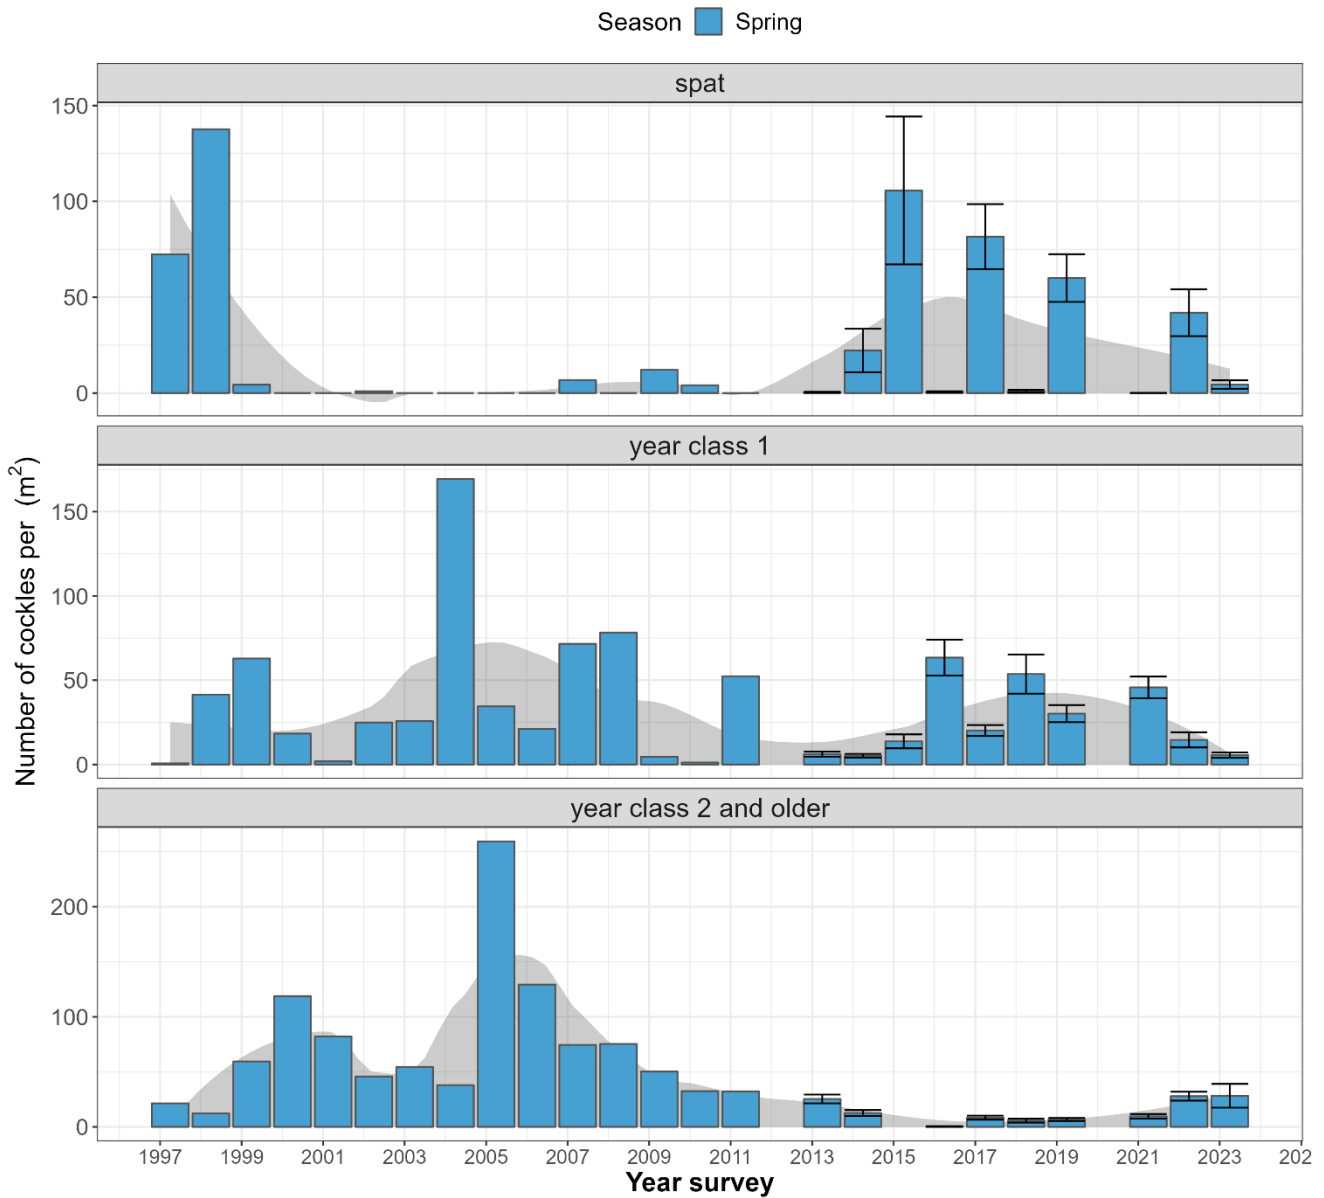 Season Spring
spat
150
100
50
0
year class 1
150
100
50
0
year class 2 and older
200
100
0
Number of cockles per (m²)
1997 1999 2001 2003 2005 2007 2009 2011 2013 2015 2017 2019 2021 2023 202
Year survey